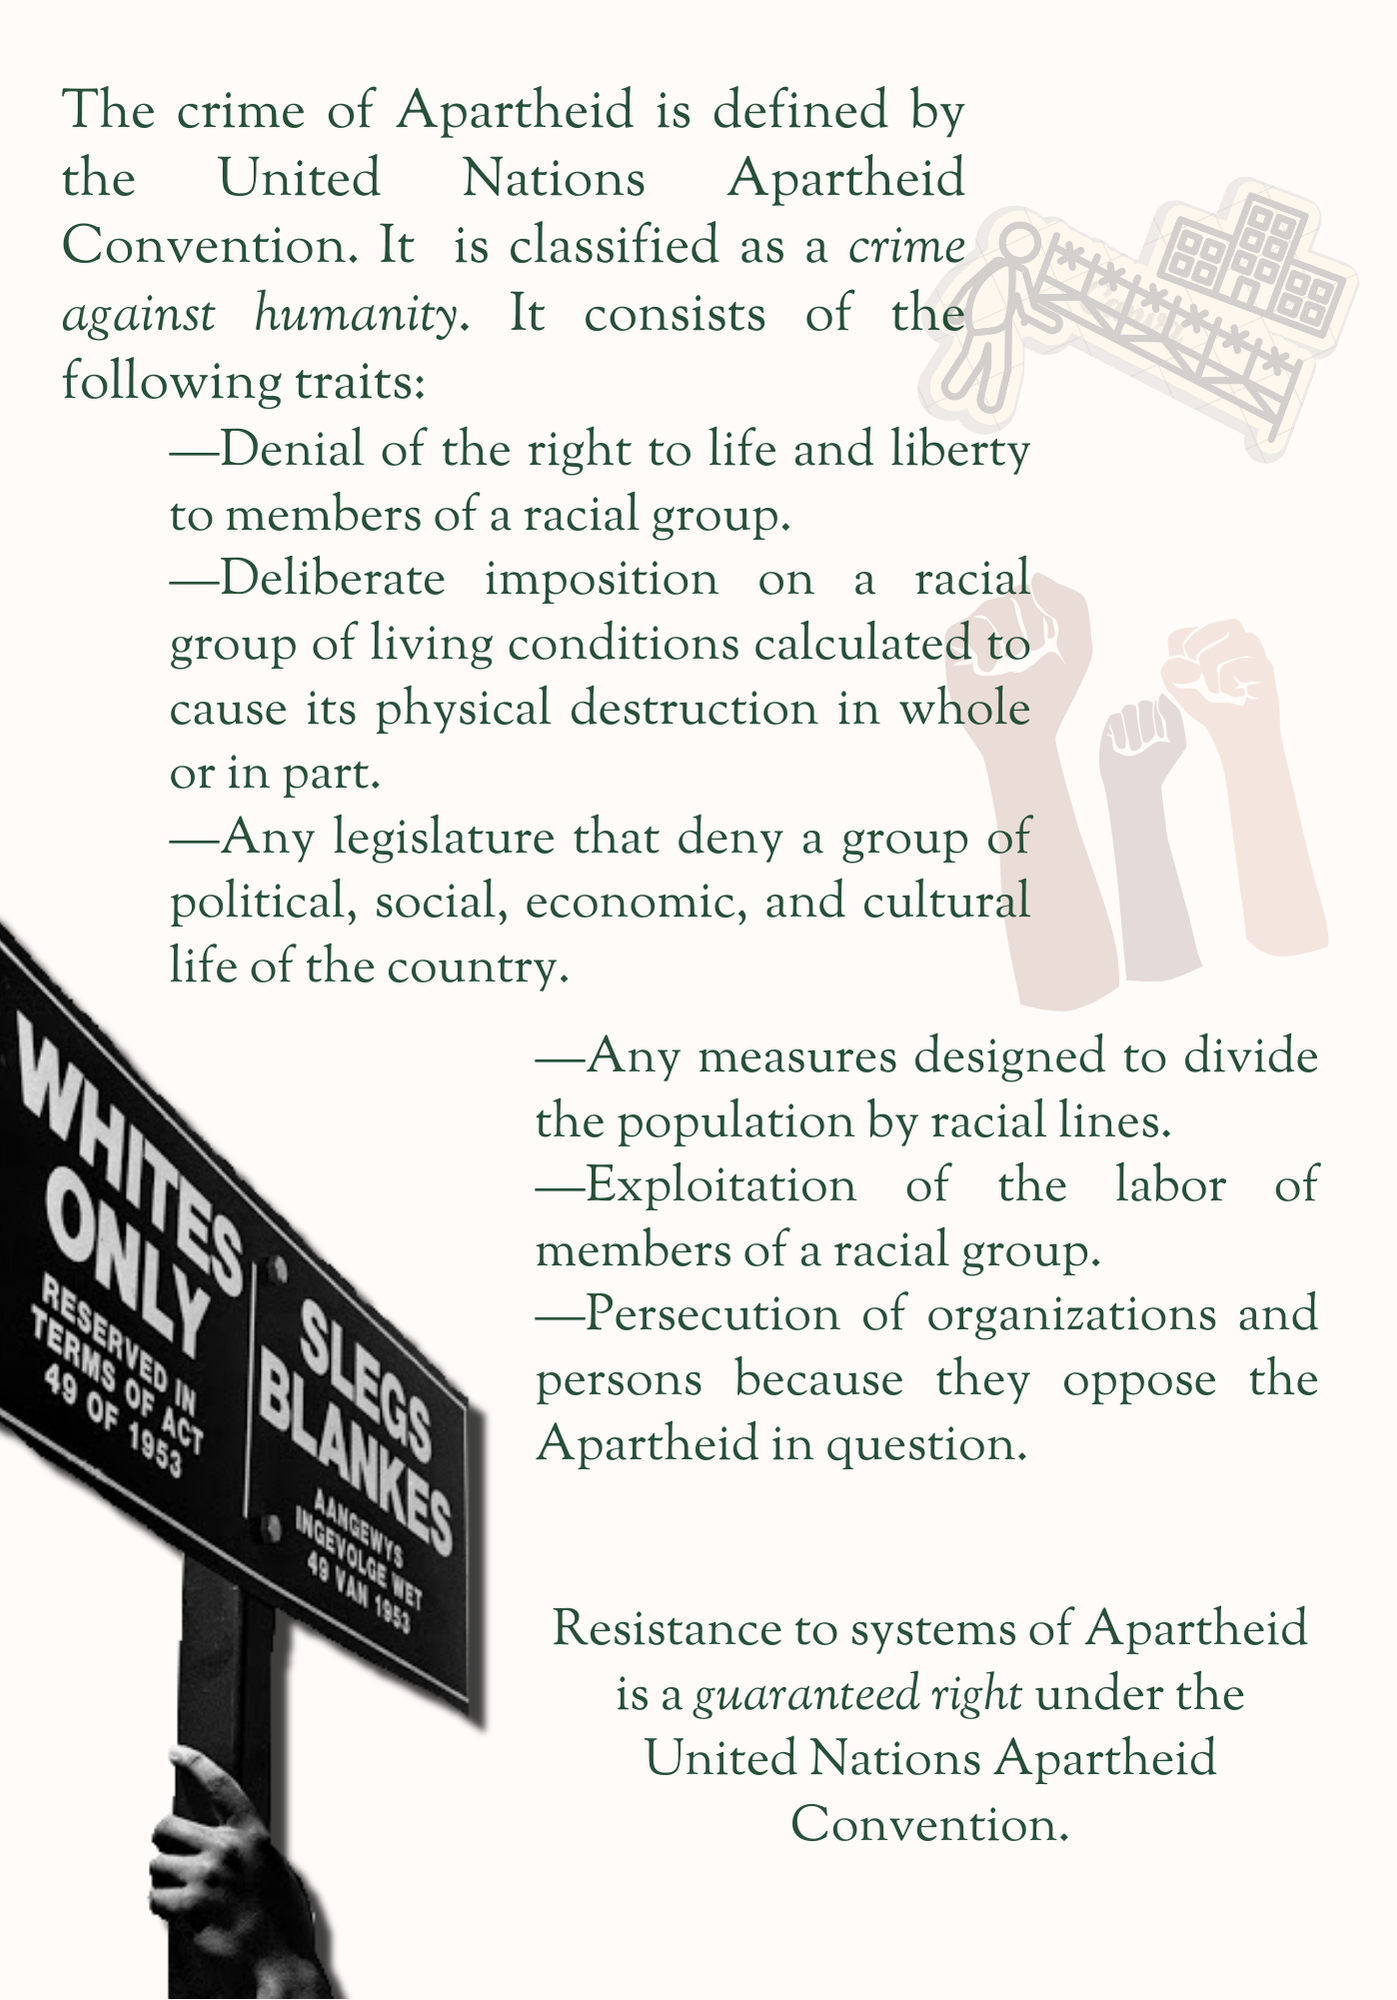 The crime of Apartheid is defined by
the United Nations Apartheid
Convention. It is classified as a crime
against humanity. It consists of the
following traits:
—Denial of the right to life and liberty
to members of a racial group.
—Deliberate imposition on a racial
group of living conditions calculated to
cause its physical destruction in whole
or in part.
—Any legislature that deny a group of
political, social, economic, and cultural
life of the country.
—Any measures designed to divide
the population by racial lines.
—Exploitation of the labor of
members of a racial group.
—Persecution of organizations and
persons because they oppose the
Apartheid in question.
WHITES
ONLY
RESERVED IN
TERMS OF ACT
49 OF 1953
SLEGS
BLANKES
AANGEWYS
INGEVOLGE WET
49 VAN 1953
Resistance to systems of Apartheid
is a guaranteed right under the
United Nations Apartheid
Convention.